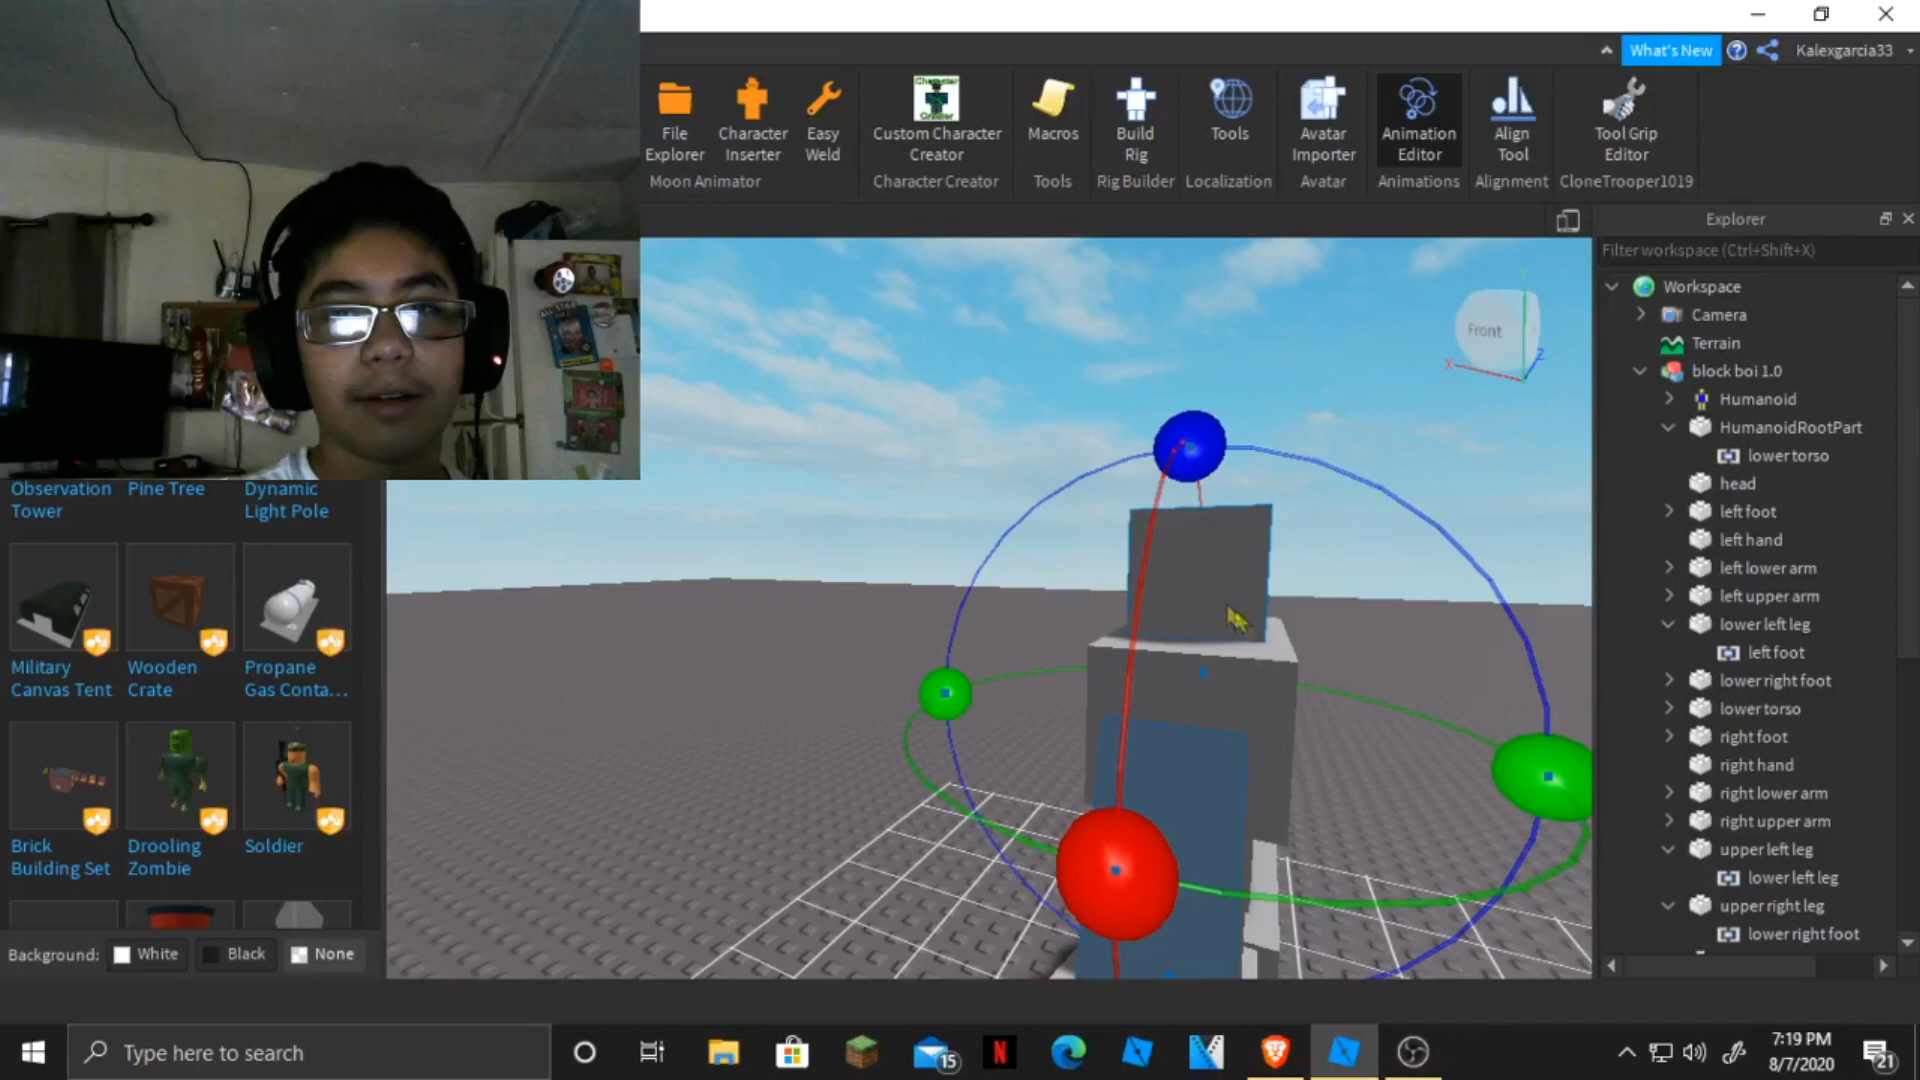 What's New
Kalexgarcia33
File Explorer
Character Inserter
Easy Weld
Custom Character Creator
Macros
Build Rig
Tools
Avatar Importer
Animation Editor
Align Tool
Tool Grip Editor
Moon Animator
Character Creator
Tools
Rig Builder
Localization
Avatar
Animations
Alignment
CloneTrooper1019
Explorer
Filter workspace (Ctrl+Shift+X)
Workspace
Camera
Terrain
block boi 1.0
Humanoid
HumanoidRootPart
lower torso
head
left foot
left hand
left lower arm
left upper arm
lower left leg
left foot
lower right foot
lower torso
right foot
right hand
right lower arm
right upper arm
upper left leg
lower left leg
upper right leg
lower right foot
Front
X
Y
Z
Observation Tower
Pine Tree
Dynamic Light Pole
Military Canvas Tent
Wooden Crate
Propane Gas Conta...
Brick Building Set
Drooling Zombie
Soldier
Background:
White
Black
None
Type here to search
15
N
7:19 PM
8/7/2020
21